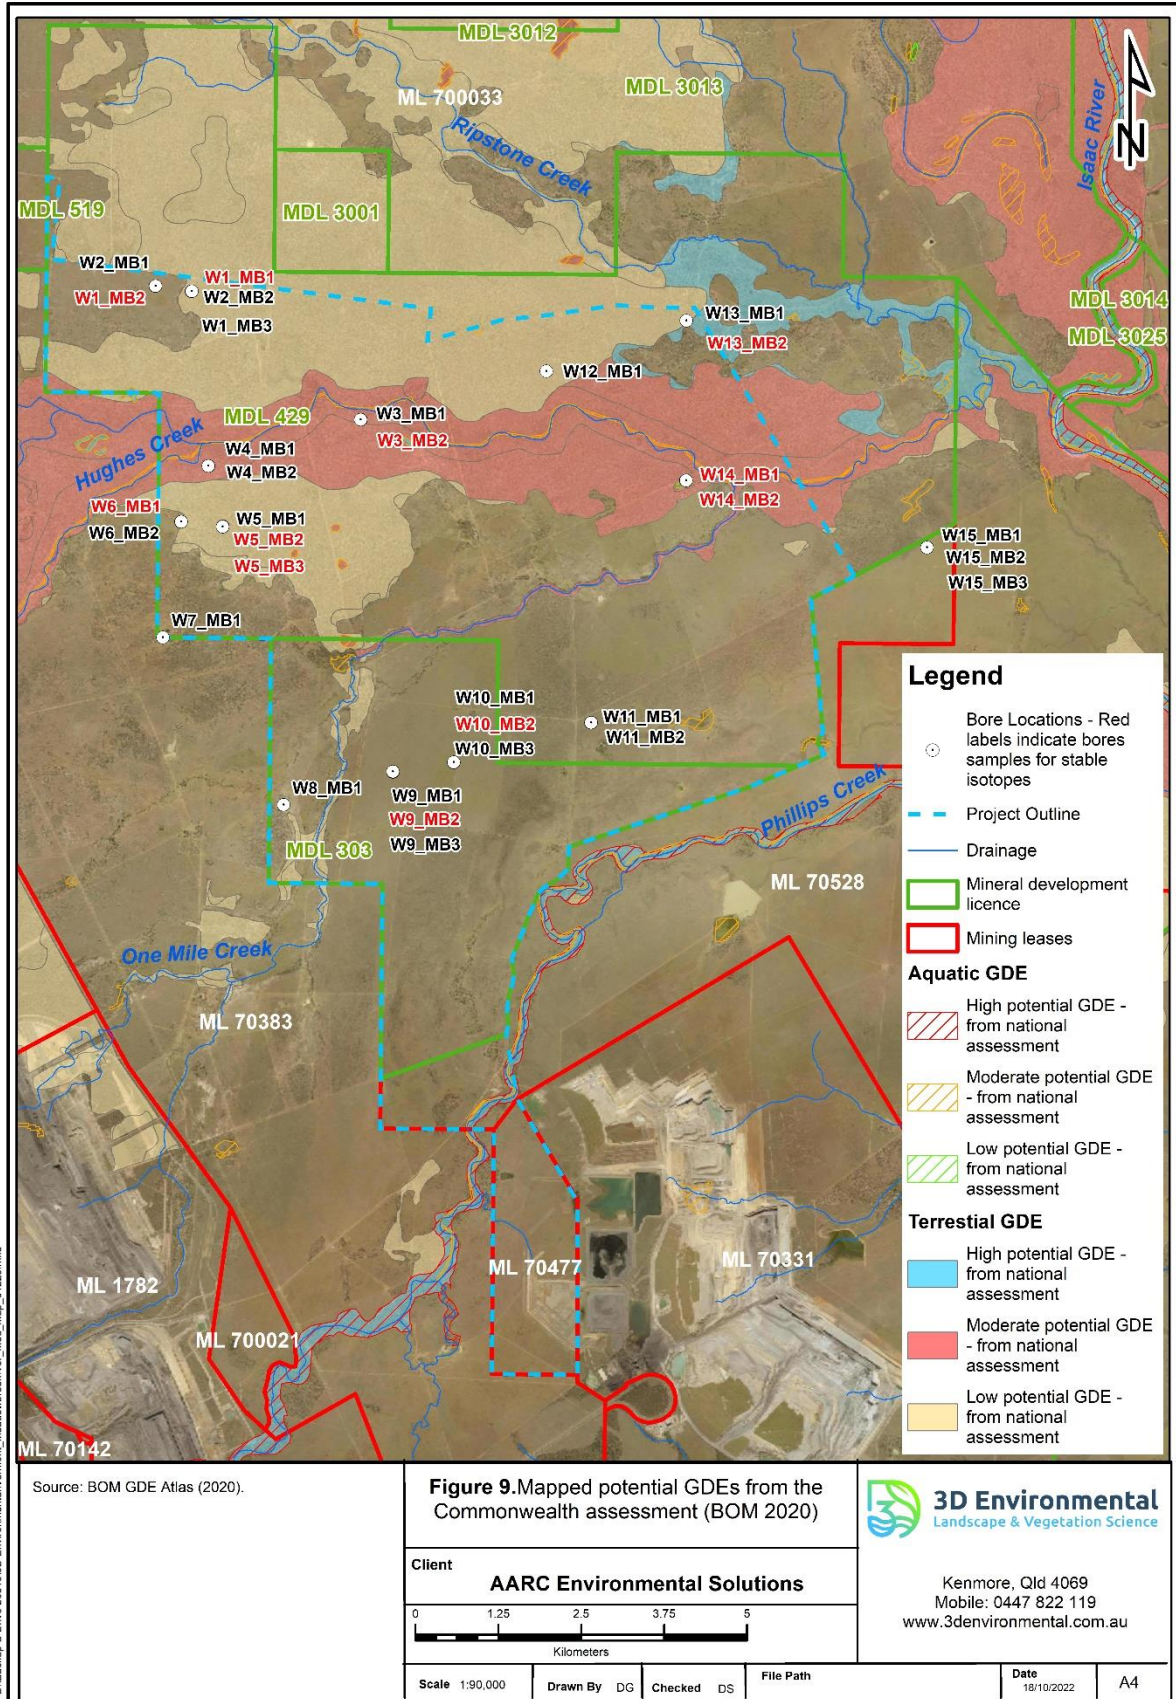 MDL 3012
MDL 3013
ML 700033
Ripstone Creek
Isaac River
N
MDL 519
MDL 3001
W2_MB1
W1_MB1
W1_MB2
W2_MB2
W1_MB3
MDL 3014
MDL 3025
W13_MB1
W13_MB2
W12_MB1
MDL 429
W3_MB1
W3_MB2
Hughes Creek
W4_MB1
W4_MB2
W14_MB1
W14_MB2
W6_MB1
W6_MB2
W5_MB1
W5_MB2
W5_MB3
W15_MB1
W15_MB2
W15_MB3
W7_MB1
W10_MB1
W10_MB2
W10_MB3
W11_MB1
W11_MB2
W8_MB1
W9_MB1
W9_MB2
W9_MB3
MDL 303
Phillips Creek
ML 70528
One Mile Creek
ML 70383
ML 1782
ML 700021
ML 70477
ML 70331
ML 70142
Legend
Bore Locations - Red
labels indicate bores
samples for stable
isotopes
Project Outline
Drainage
Mineral development
licence
Mining leases
Aquatic GDE
High potential GDE -
from national
assessment
Moderate potential GDE
- from national
assessment
Low potential GDE -
from national
assessment
Terrestial GDE
High potential GDE -
from national
assessment
Moderate potential GDE
- from national
assessment
Low potential GDE -
from national
assessment
Source: BOM GDE Atlas (2020).
Figure 9.Mapped potential GDEs from the
Commonwealth assessment (BOM 2020)
Client
AARC Environmental Solutions
0 1.25 2.5 3.75 5
Kilometers
Scale 1:90,000
Drawn By DG
Checked DS
File Path
Date
18/10/2022
A4
3D Environmental
Landscape & Vegetation Science
Kenmore, Qld 4069
Mobile: 0447 822 119
www.3denvironmental.com.au